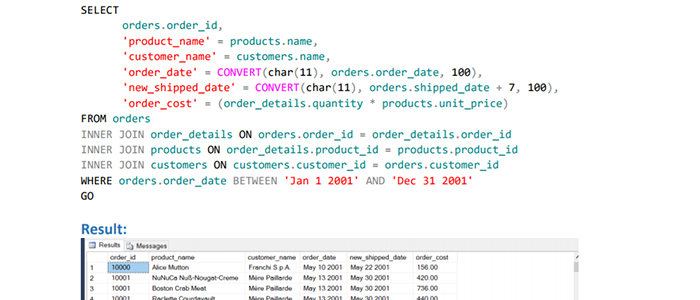 SELECT
orders.order_id,
'product_name' = products.name,
'customer_name' = customers.name,
'order_date' = CONVERT(char(11), orders.order_date, 100),
'new_shipped_date' = CONVERT(char(11), orders.shipped_date + 7, 100),
'order_cost' = (order_details.quantity * products.unit_price)
FROM orders
INNER JOIN order_details ON orders.order_id = order_details.order_id
INNER JOIN products ON order_details.product_id = products.product_id
INNER JOIN customers ON customers.customer_id = orders.customer_id
WHERE orders.order_date BETWEEN 'Jan 1 2001' AND 'Dec 31 2001'
GO
Result:
Results Messages
order_id product_name customer_name order_date new_shipped_date order_cost
1 10000 Alice Mutton Franchi S.p.A. May 10 2001 May 22 2001 156.00
2 10001 NuNuCa Nuß-Nougat-Creme Mère Paillarde May 13 2001 May 30 2001 420.00
3 10001 Boston Crab Meat Mère Paillarde May 13 2001 May 30 2001 736.00
4 10001 Raclette Courdavault Mère Paillarde May 13 2001 May 30 2001 440.00